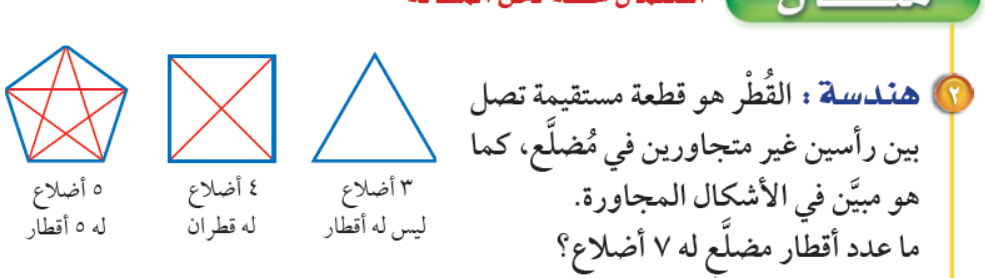 هندسة : القُطْر هو قطعة مستقيمة تصل
بين رأسين غير متجاورين في مُضلَّع، كما
هو مبيَّن في الأشكال المجاورة.
ما عدد أقطار مضلَّع له ٧ أضلاع؟
٢
٣ أضلاع
ليس له أقطار
٤ أضلاع
له قطران
٥ أضلاع
له ٥ أقطار